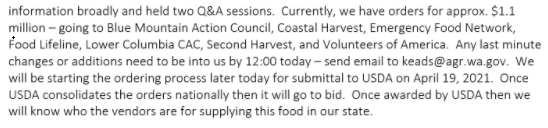 information broadly and held two Q&A sessions.  Currently, we have orders for approx. $1.1
million – going to Blue Mountain Action Council, Coastal Harvest, Emergency Food Network,
Food Lifeline, Lower Columbia CAC, Second Harvest, and Volunteers of America.  Any last minute
changes or additions need to be into us by 12:00 today – send email to keads@agr.wa.gov.  We
will be starting the ordering process later today for submittal to USDA on April 19, 2021.  Once
USDA consolidates the orders nationally then it will go to bid.  Once awarded by USDA then we
will know who the vendors are for supplying this food in our state.